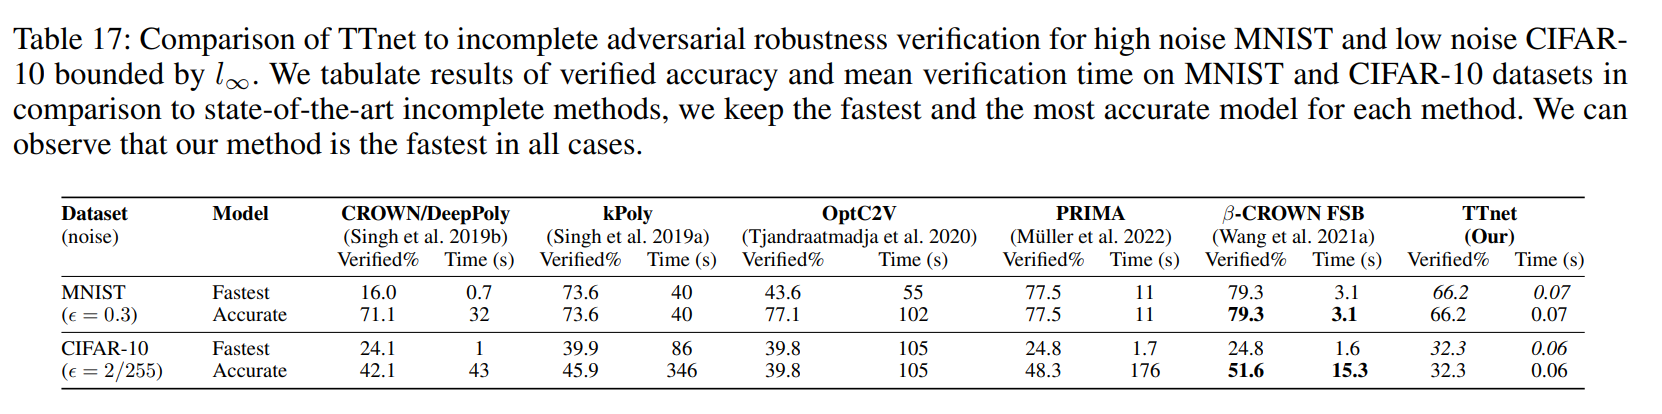 Table 17: Comparison of TTnet to incomplete adversarial robustness verification for high noise MNIST and low noise CIFAR-
10 bounded by l∞. We tabulate results of verified accuracy and mean verification time on MNIST and CIFAR-10 datasets in
comparison to state-of-the-art incomplete methods, we keep the fastest and the most accurate model for each method. We can
observe that our method is the fastest in all cases.
Dataset Model CROWN/DeepPoly kPoly OptC2V PRIMA β-CROWN FSB TTnet
(noise) (Singh et al. 2019b) (Singh et al. 2019a) (Tjandraatmadja et al. 2020) (Müller et al. 2022) (Wang et al. 2021a) (Our)
Verified% Time (s) Verified% Time (s) Verified% Time (s) Verified% Time (s) Verified% Time (s) Verified% Time (s)
MNIST Fastest 16.0 0.7 73.6 40 43.6 55 77.5 11 79.3 3.1 66.2 0.07
(ϵ = 0.3) Accurate 71.1 32 73.6 40 77.1 102 77.5 11 79.3 3.1 66.2 0.07
CIFAR-10 Fastest 24.1 1 39.9 86 39.8 105 24.8 1.7 24.8 1.6 32.3 0.06
(ϵ = 2/255) Accurate 42.1 43 45.9 346 39.8 105 48.3 176 51.6 15.3 32.3 0.06